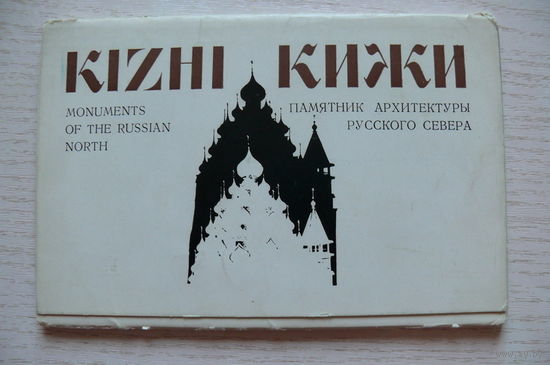 KIZHI КИЖИ
MONUMENTS
OF THE RUSSIAN
NORTH
ПАМЯТНИК АРХИТЕКТУРЫ
РУССКОГО СЕВЕРА